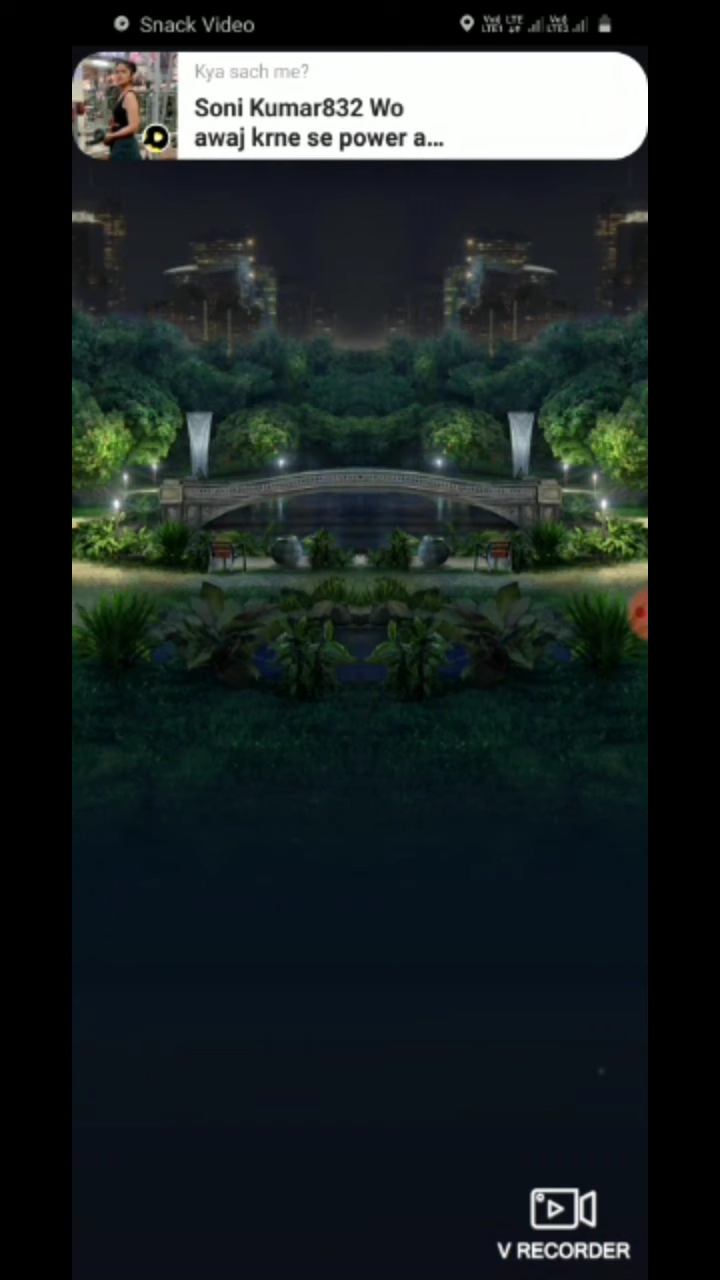 Snack Video
Kya sach me?
Soni Kumar832 Wo
awaj krne se power a...
V RECORDER